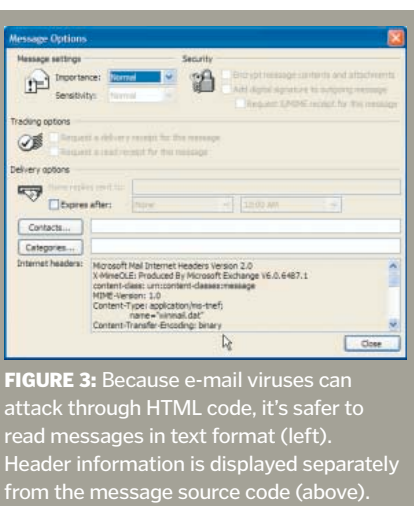 Message Options
Message settings
Security
Importance: Normal
Encrypt message contents and attachments
Sensitivity: Normal
Add digital signature to outgoing message
Request S/MIME receipt for this message
Tracking options
Request a delivery receipt for this message
Request a read receipt for this message
Delivery options
Have replies sent to:
Expires after: None 12:00 AM
Contacts...
Categories...
Internet headers:
Microsoft Mail Internet Headers Version 2.0
X-MimeOLE: Produced By Microsoft Exchange V6.0.6487.1
content-class: urn:content-classes:message
MIME-Version: 1.0
Content-Type: application/ms-tnef;
name="winmail.dat"
Content-Transfer-Encoding: binary
Close
FIGURE 3: Because e-mail viruses can
attack through HTML code, it's safer to
read messages in text format (left).
Header information is displayed separately
from the message source code (above).